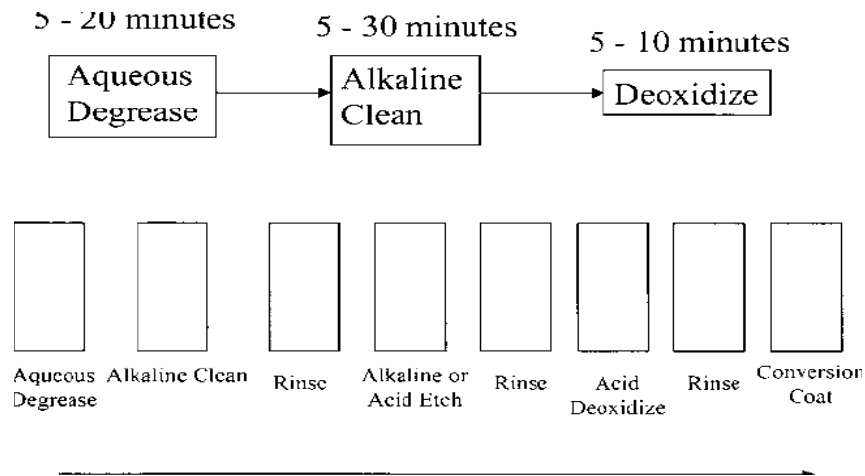 5 - 20 minutes
5 - 30 minutes
5 - 10 minutes
Aqueous
Degrease
Alkaline
Clean
Deoxidize
Aqueous
Degrease
Alkaline Clean
Rinse
Alkaline or
Acid Etch
Rinse
Acid
Deoxidize
Rinse
Conversion
Coat